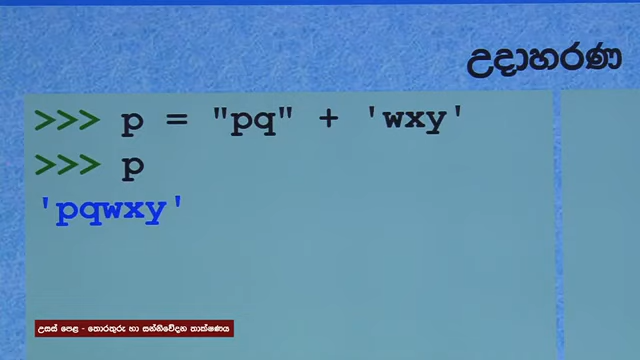 උදාහරණ
>>> p = "pq" + 'wxy'
>>> p
'pqwxy'
උසස් පෙළ - තොරතුරු හා සන්නිවේදන තාක්ෂණය